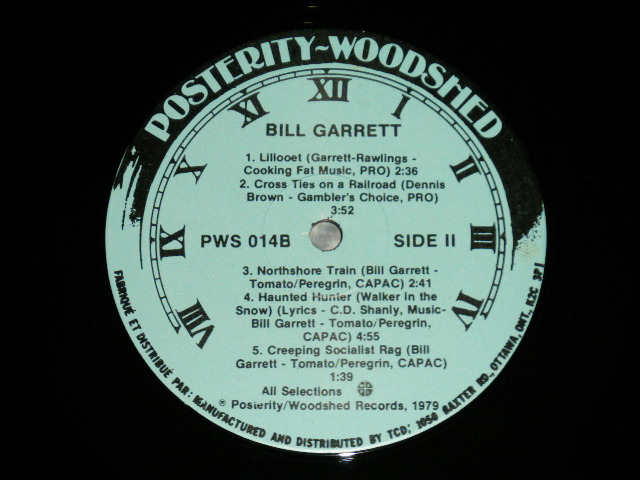 POSTERITY~WOODSHED
XII
XI
I
X
II
IX
III
VIII
IV
BILL GARRETT
1. Lillooet (Garrett-Rawlings -
Cooking Fat Music, PRO) 2:36
2. Cross Ties on a Railroad (Dennis
Brown - Gambler's Choice, PRO)
3:52
PWS 014B
SIDE II
3. Northshore Train (Bill Garrett -
Tomato/Peregrin, CAPAC) 2:41
4. Haunted Hunter (Walker in the
Snow) (Lyrics - C.D. Shanly, Music-
Bill Garrett - Tomato/Peregrin,
CAPAC) 4:55
5. Creeping Socialist Rag (Bill
Garrett - Tomato/Peregrin, CAPAC)
1:39
All Selections
℗ Posterity/Woodshed Records, 1979
FABRIQUÉ ET DISTRIBUÉ PAR: MANUFACTURED AND DISTRIBUTED BY TCD; 1054 BAXTER RD., OTTAWA, ONT. K2C 3P1